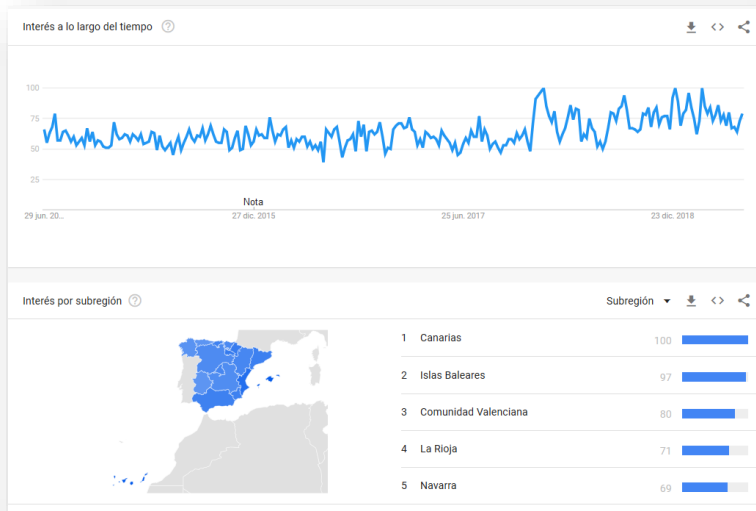 Interés a lo largo del tiempo
100
75
50
25
Nota
29 jun. 20...
27 dic. 2015
25 jun. 2017
23 dic. 2018
Interés por subregión
Subregión
1 Canarias 100
2 Islas Baleares 97
3 Comunidad Valenciana 80
4 La Rioja 71
5 Navarra 69